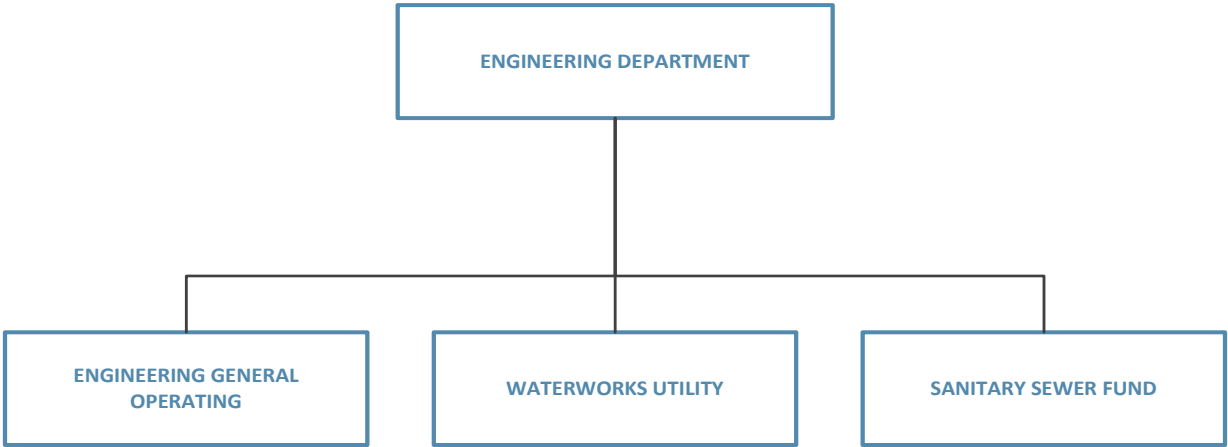 ENGINEERING DEPARTMENT
ENGINEERING GENERAL
OPERATING
WATERWORKS UTILITY
SANITARY SEWER FUND